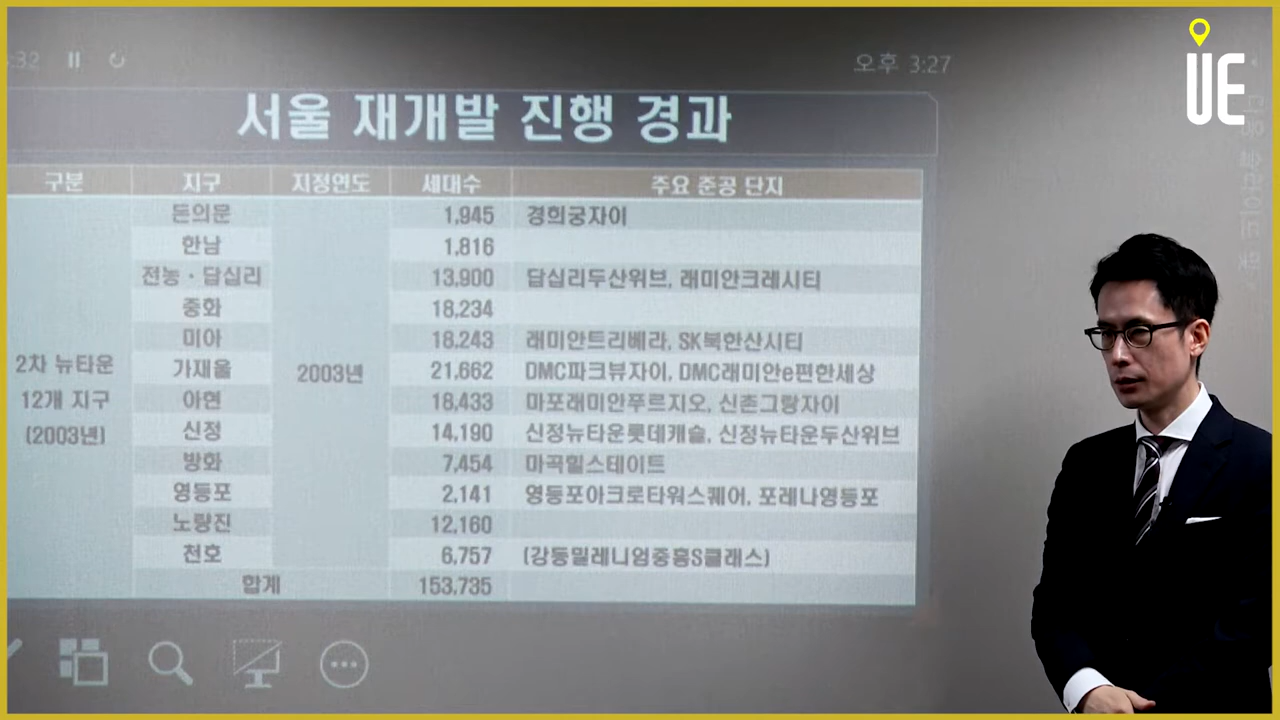 오후 3:27
UE
서울 재개발 진행 경과
구분 지구 지정연도 세대수 주요 준공 단지
2차 뉴타운
12개 지구
(2003년)
2003년
돈의문 1,945 경희궁자이
한남 1,816
전농·답십리 13,900 답십리두산위브, 래미안크레시티
중화 18,234
미아 18,243 래미안트리베라, SK북한산시티
가재울 21,662 DMC파크뷰자이, DMC래미안e편한세상
아현 18,433 마포래미안푸르지오, 신촌그랑자이
신정 14,190 신정뉴타운롯데캐슬, 신정뉴타운두산위브
방화 7,454 마곡힐스테이트
영등포 2,141 영등포아크로타워스퀘어, 포레나영등포
노량진 12,160
천호 6,757 (강동밀레니엄중흥S클래스)
합계 153,735